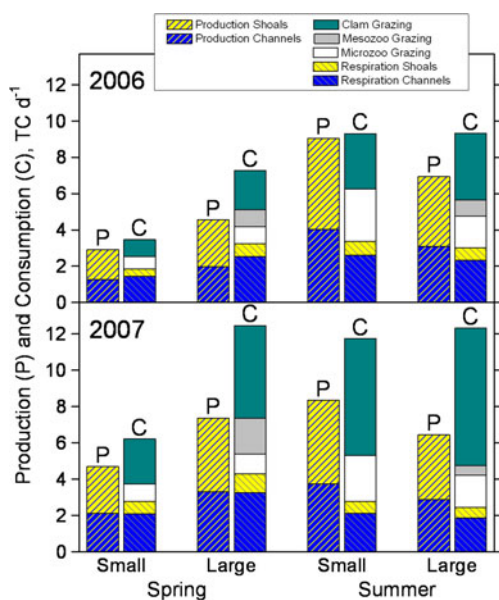 Production Shoals
Production Channels
Clam Grazing
Mesozoo Grazing
Microzoo Grazing
Respiration Shoals
Respiration Channels
Production (P) and Consumption (C), TC d-1
2006
12
10
8
6
4
2
0
P C P C P C P C
2007
12
10
8
6
4
2
0
P C P C P C P C
Small Large Small Large
Spring Summer